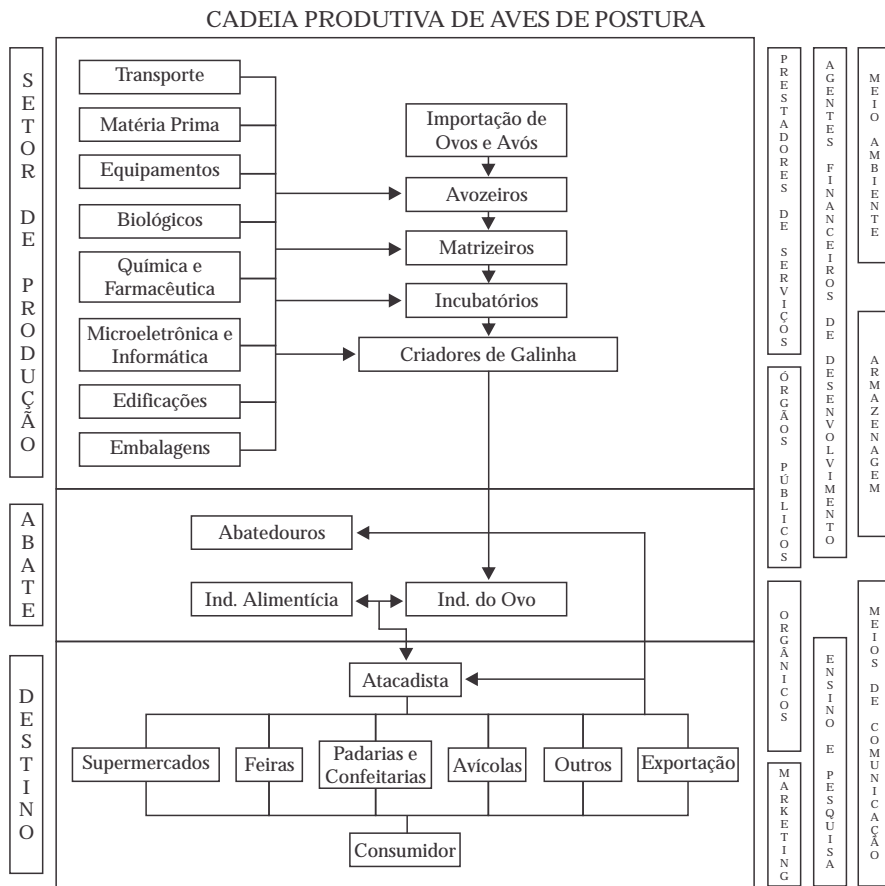 CADEIA PRODUTIVA DE AVES DE POSTURA
SETOR DE PRODUÇÃO
Transporte
Matéria Prima
Equipamentos
Biológicos
Química e
Farmacêutica
Microeletrônica e
Informática
Edificações
Embalagens
Importação de
Ovos e Avós
Avozeiros
Matrizeiros
Incubatórios
Criadores de Galinha
ABATE
Abatedouros
Ind. Alimentícia
Ind. do Ovo
DESTINO
Atacadista
Supermercados
Feiras
Padarias e
Confeitarias
Avícolas
Outros
Exportação
Consumidor
PRESTADORES DE SERVIÇOS
ÓRGÃOS PÚBLICOS
ORGÂNICOS
MARKETING
AGENTES FINANCEIROS DE DESENVOLVIMENTO
ENSINO E PESQUISA
MEIO AMBIENTE
ARMAZENAGEM
MEIOS DE COMUNICAÇÃO